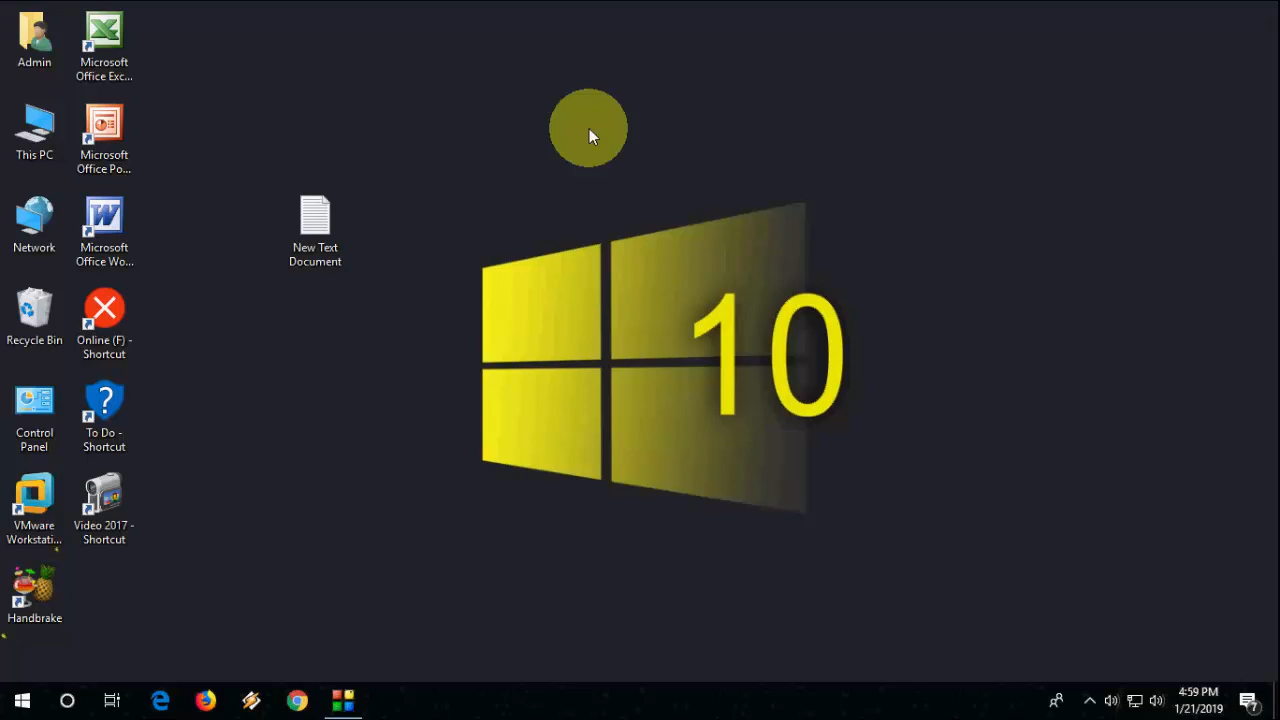 Admin
Microsoft
Office Exc...
This PC
Microsoft
Office Po...
Network
Microsoft
Office Wo...
New Text
Document
Recycle Bin
Online (F) -
Shortcut
Control
Panel
To Do -
Shortcut
VMware
Workstati...
Video 2017 -
Shortcut
Handbrake
10
4:59 PM
1/21/2019
7